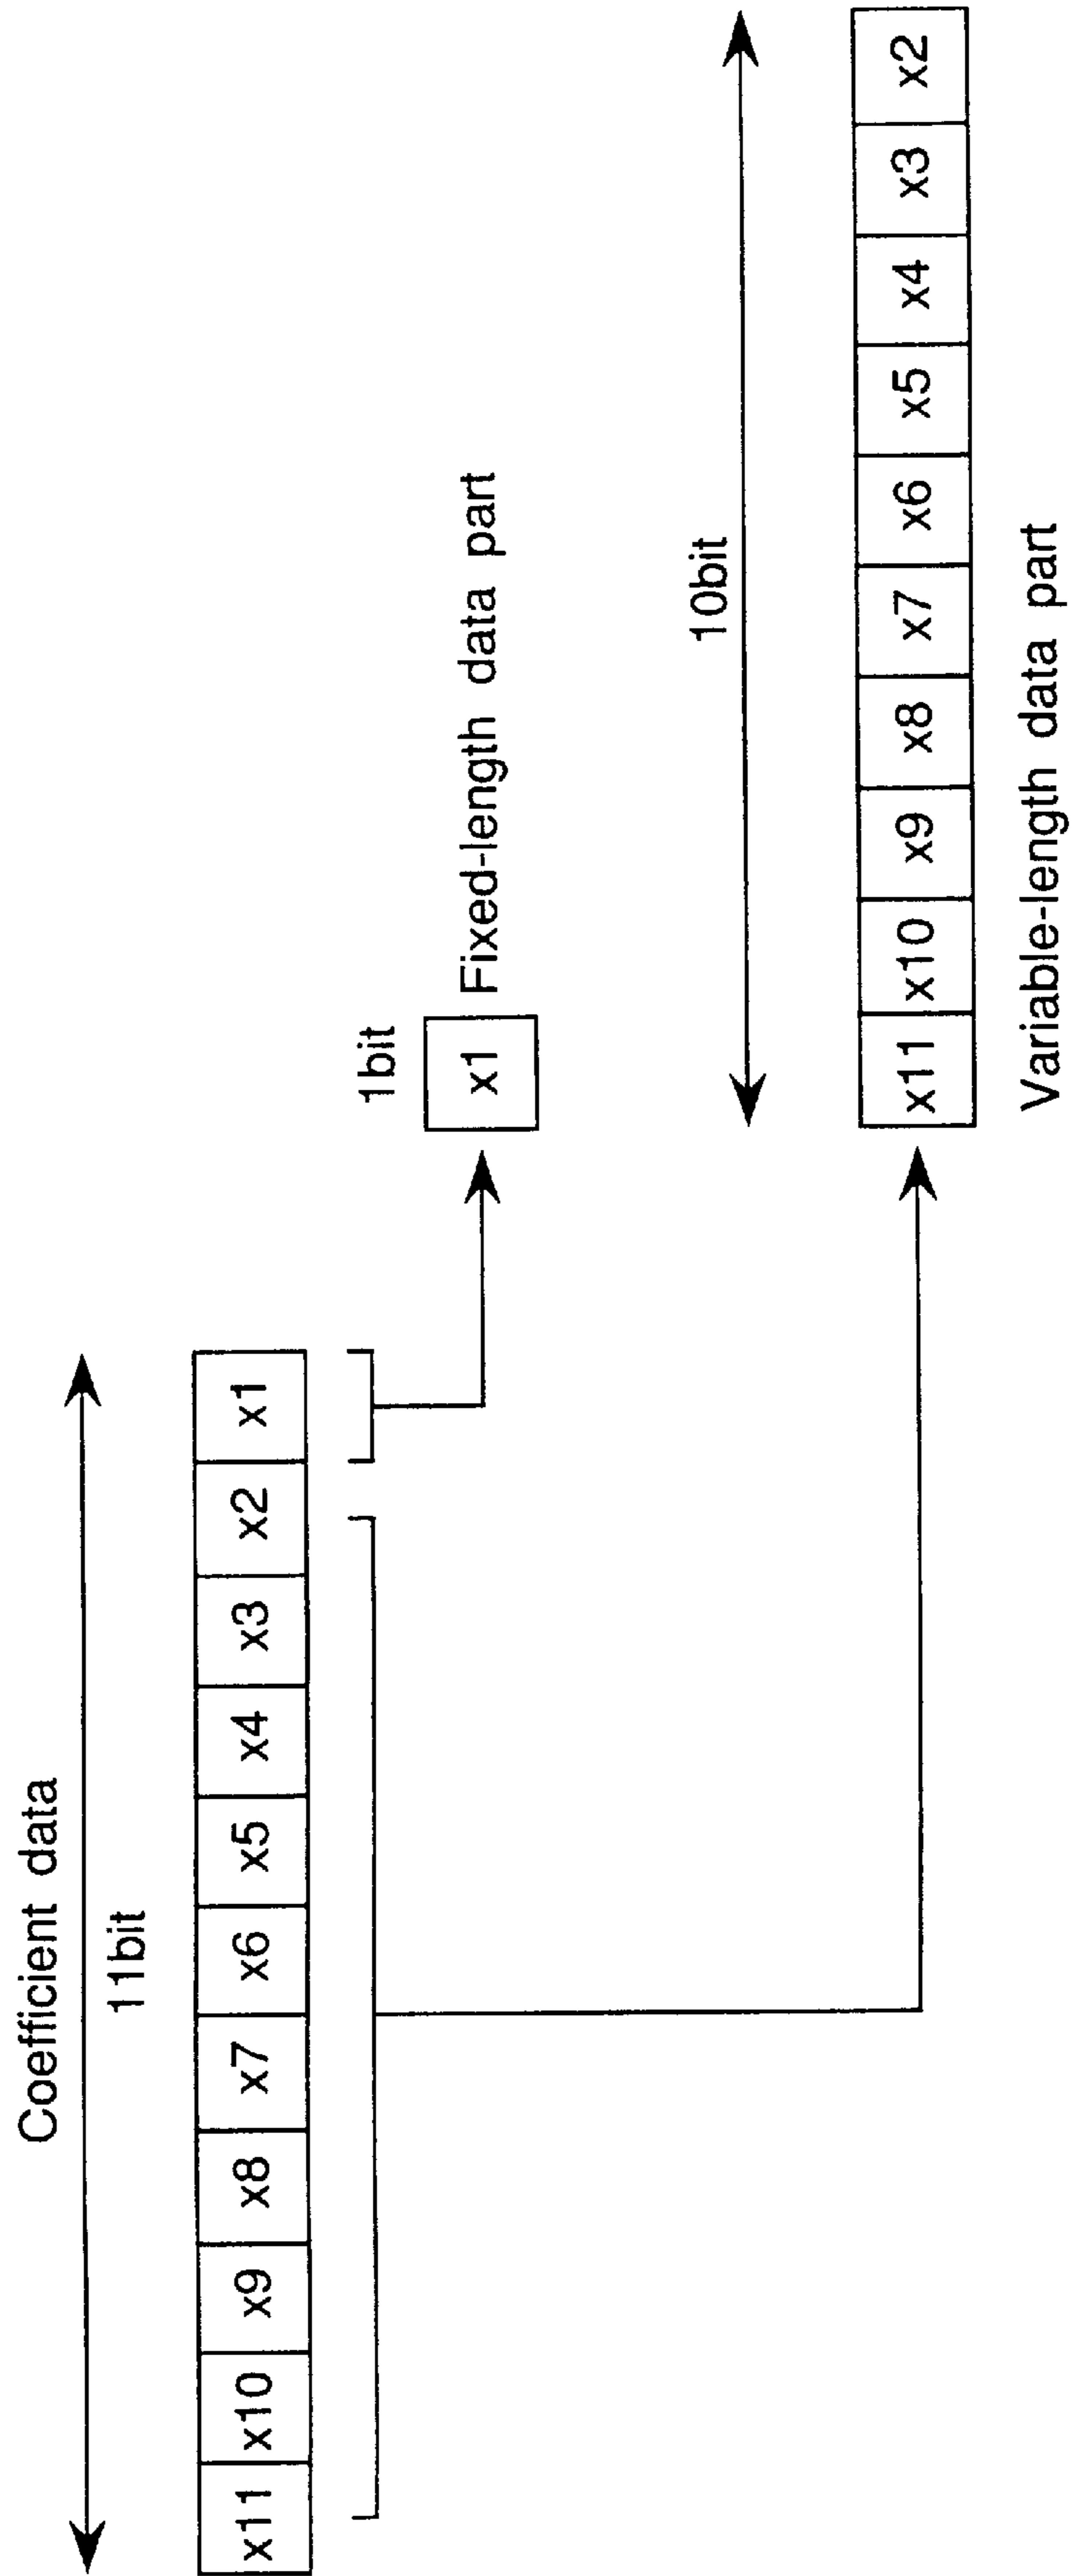 Coefficient data
11bit
x11 x10 x9 x8 x7 x6 x5 x4 x3 x2 x1
1bit
x1 Fixed-length data part
10bit
x11 x10 x9 x8 x7 x6 x5 x4 x3 x2
Variable-length data part